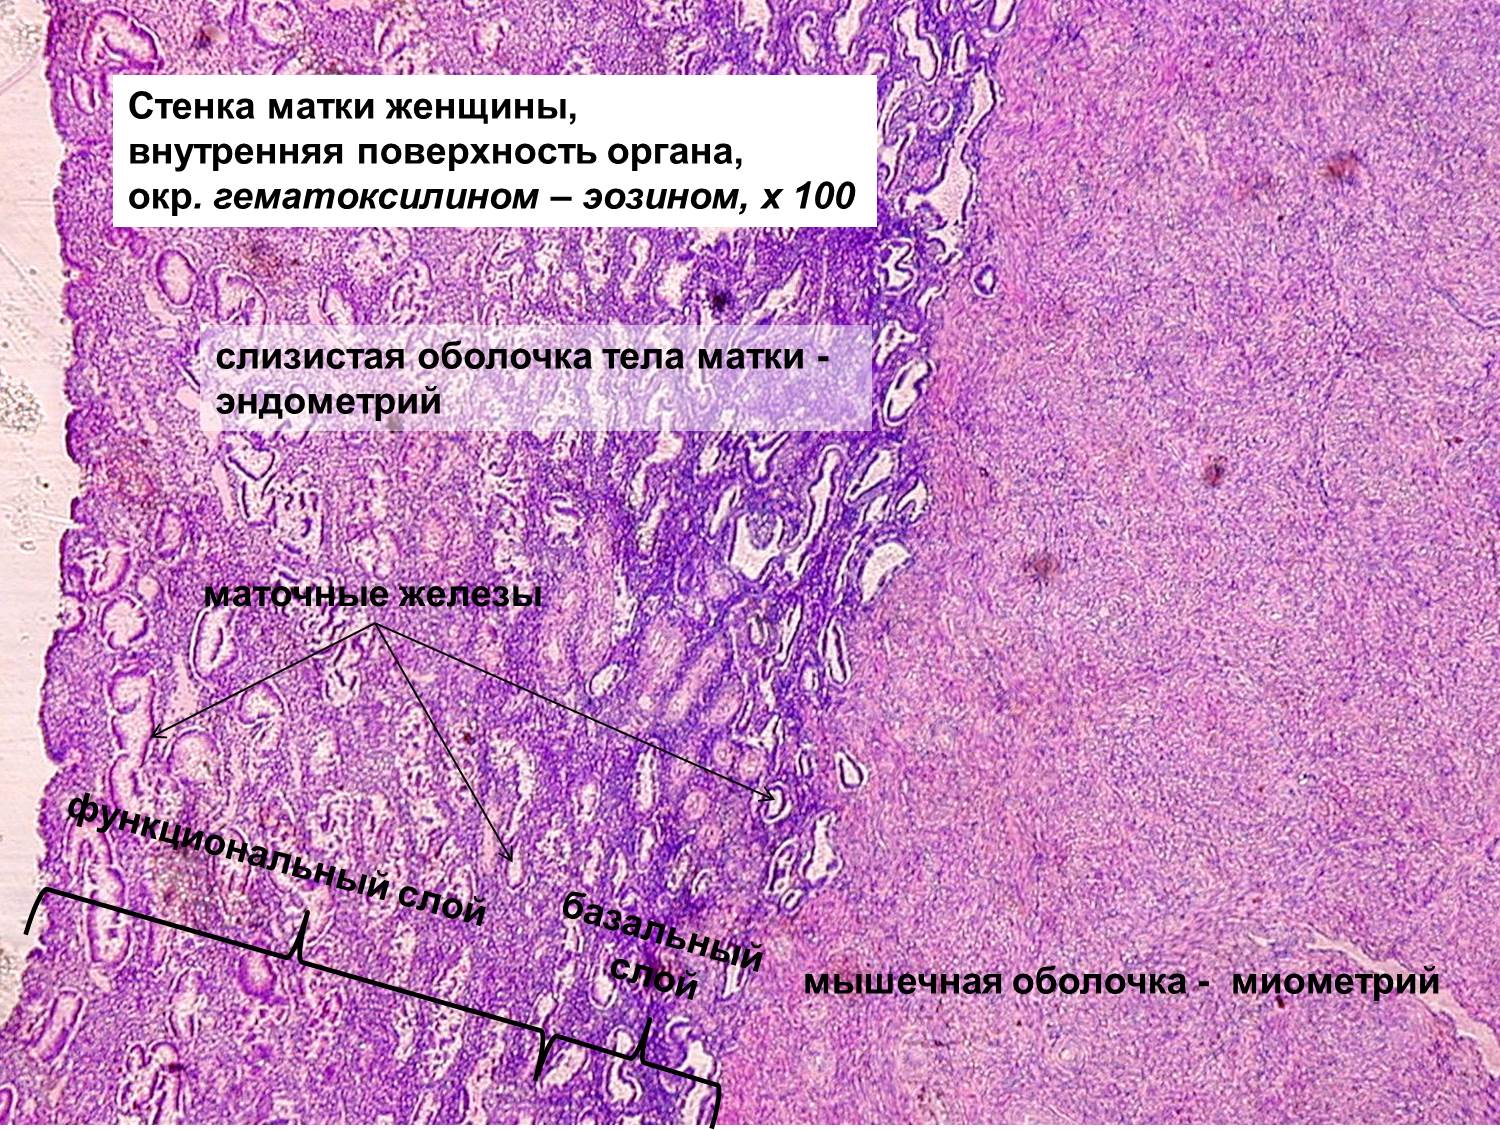 Стенка матки женщины,
внутренняя поверхность органа,
окр. гематоксилином – эозином, х 100
слизистая оболочка тела матки -
эндометрий
маточные железы
функциональный слой
базальный
слой
мышечная оболочка - миометрий